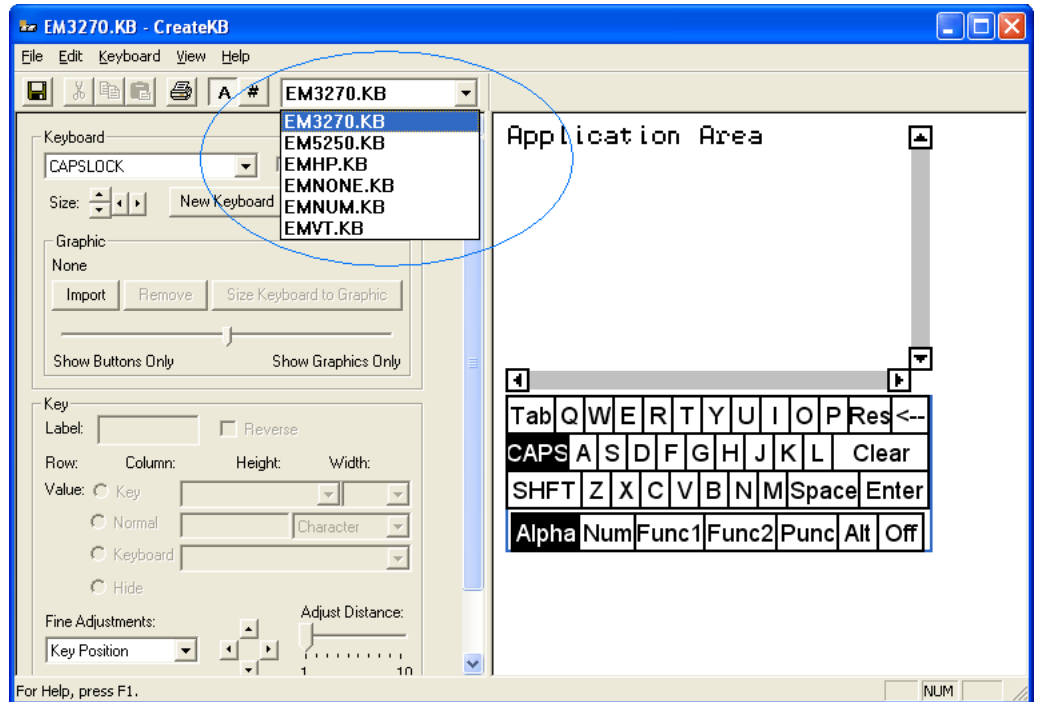 EM3270.KB - CreateKB
File Edit Keyboard View Help
A # EM3270.KB
EM3270.KB
EM5250.KB
EMHP.KB
EMNONE.KB
EMNUM.KB
EMVT.KB
Keyboard
CAPSLOCK
Size: New Keyboard
Graphic
None
Import Remove Size Keyboard to Graphic
Show Buttons Only Show Graphics Only
Key
Label: Reverse
Row: Column: Height: Width:
Value: Key
Normal Character
Keyboard
Hide
Fine Adjustments: Adjust Distance:
Key Position
1 10
Application Area
Tab Q W E R T Y U I O P Res <--
CAPS A S D F G H J K L Clear
SHFT Z X C V B N M Space Enter
Alpha Num Func1 Func2 Punc Alt Off
For Help, press F1. NUM